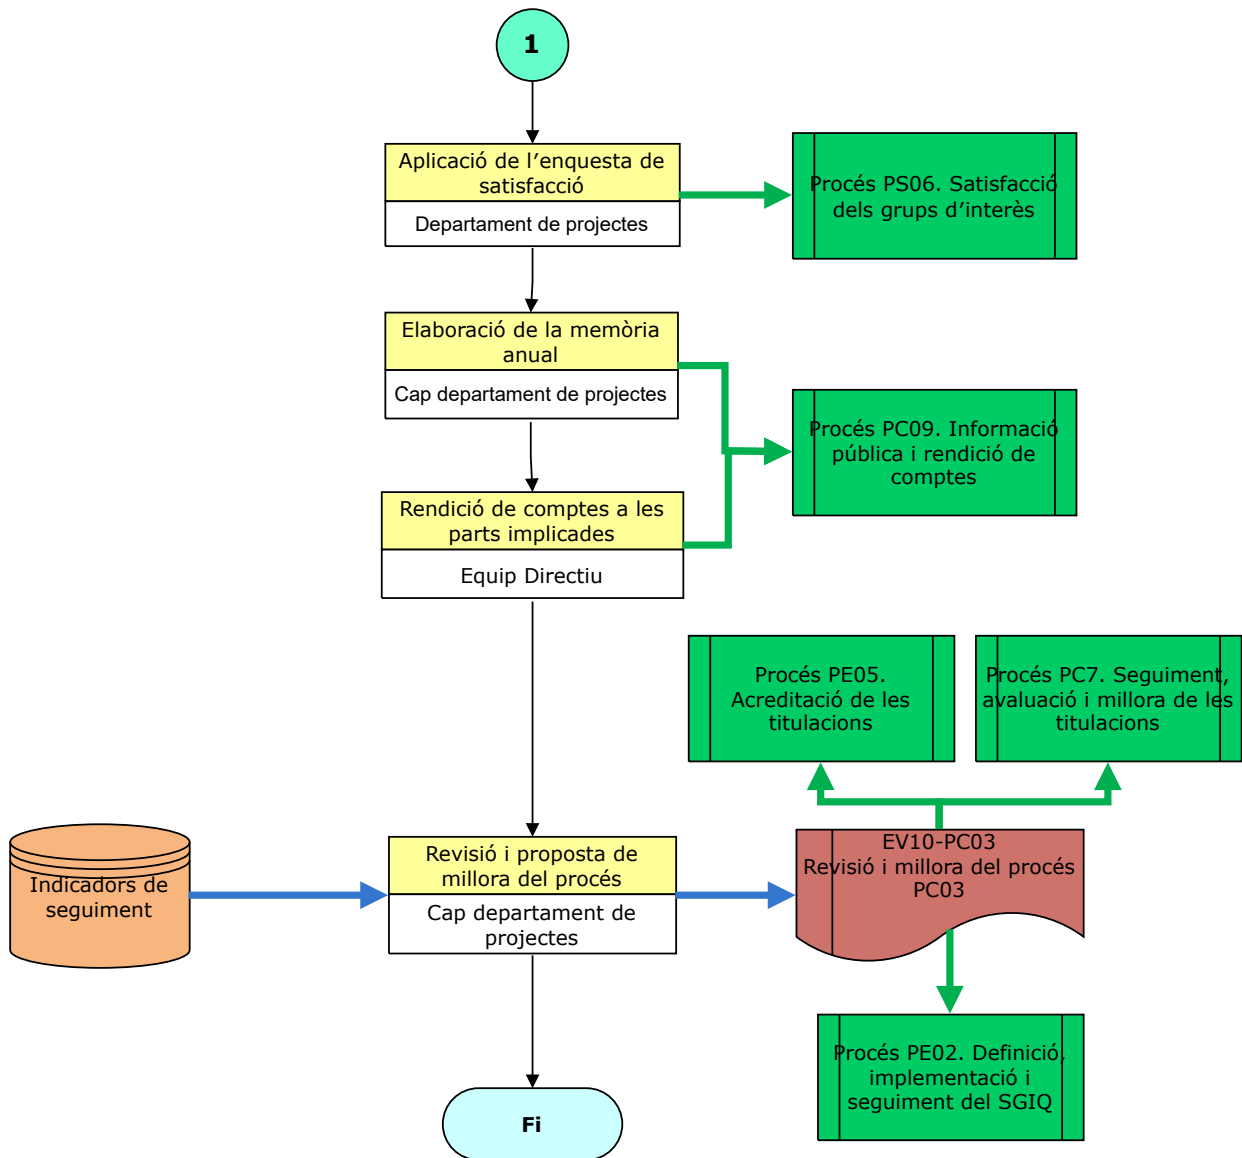 1
Aplicació de l’enquesta de
satisfacció
Departament de projectes
Procés PS06. Satisfacció
dels grups d’interès
Elaboració de la memòria
anual
Cap departament de projectes
Procés PC09. Informació
pública i rendició de
comptes
Rendició de comptes a les
parts implicades
Equip Directiu
Procés PE05.
Acreditació de les
titulacions
Procés PC7. Seguiment,
avaluació i millora de les
titulacions
Indicadors de
seguiment
Revisió i proposta de
millora del procés
Cap departament de
projectes
EV10-PC03
Revisió i millora del procés
PC03
Procés PE02. Definició,
implementació i
seguiment del SGIQ
Fi